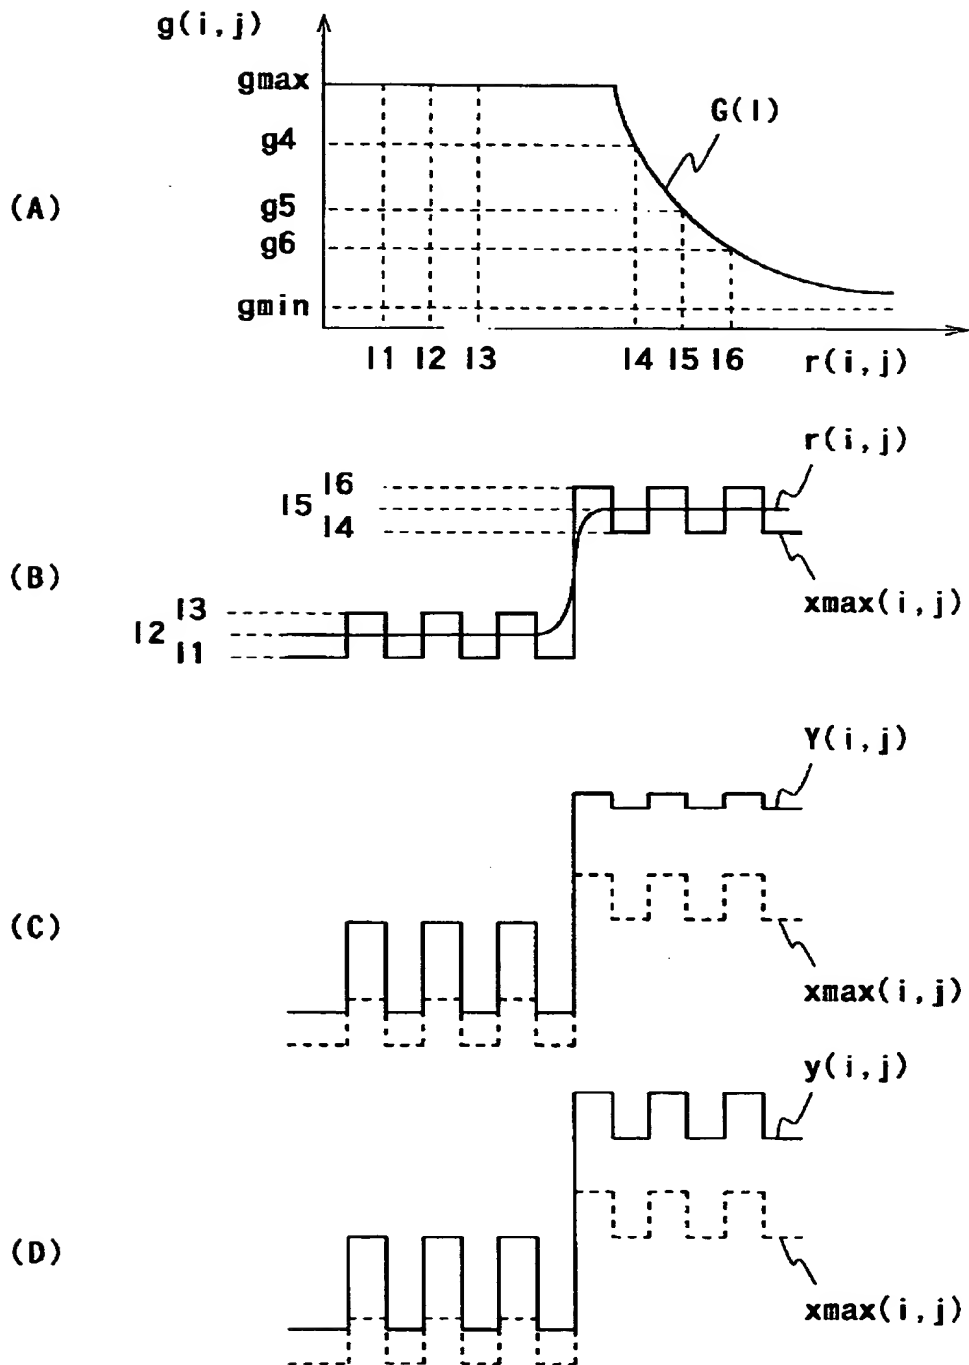 g(i,j)
gmax
G(l)
g4
(A)
g5
g6
gmin
l1 l2 l3 l4 l5 l6 r(i,j)
r(i,j)
l6
l5
l4
(B)
xmax(i,j)
l3
l2
l1
Y(i,j)
(C)
xmax(i,j)
y(i,j)
(D)
xmax(i,j)